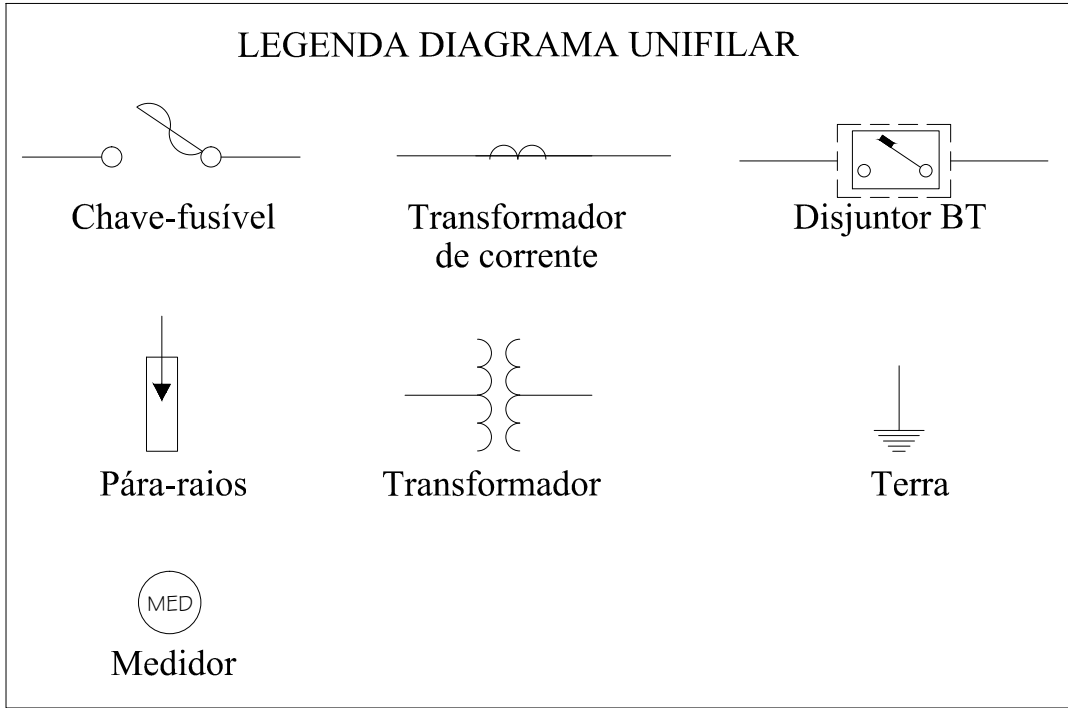 LEGENDA DIAGRAMA UNIFILAR
Chave-fusível
Transformador
de corrente
Disjuntor BT
Pára-raios
Transformador
Terra
MED
Medidor